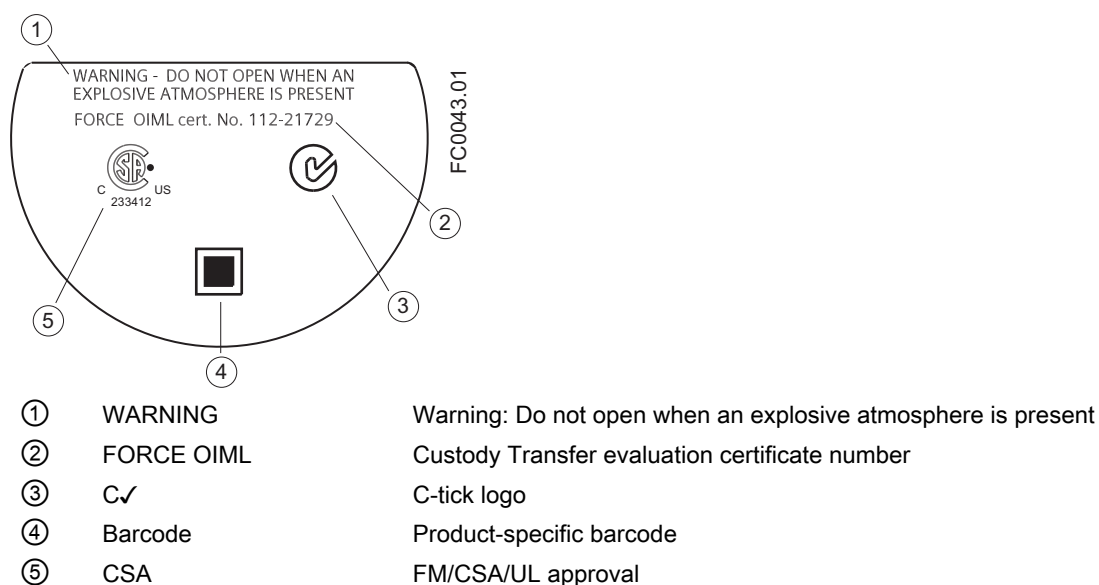 ①
WARNING - DO NOT OPEN WHEN AN
EXPLOSIVE ATMOSPHERE IS PRESENT
FORCE OIML cert. No. 112-21729
FC0043.01
CSA
C US
233412
②
③
⑤
④
① WARNING Warning: Do not open when an explosive atmosphere is present
② FORCE OIML Custody Transfer evaluation certificate number
③ C✓ C-tick logo
④ Barcode Product-specific barcode
⑤ CSA FM/CSA/UL approval